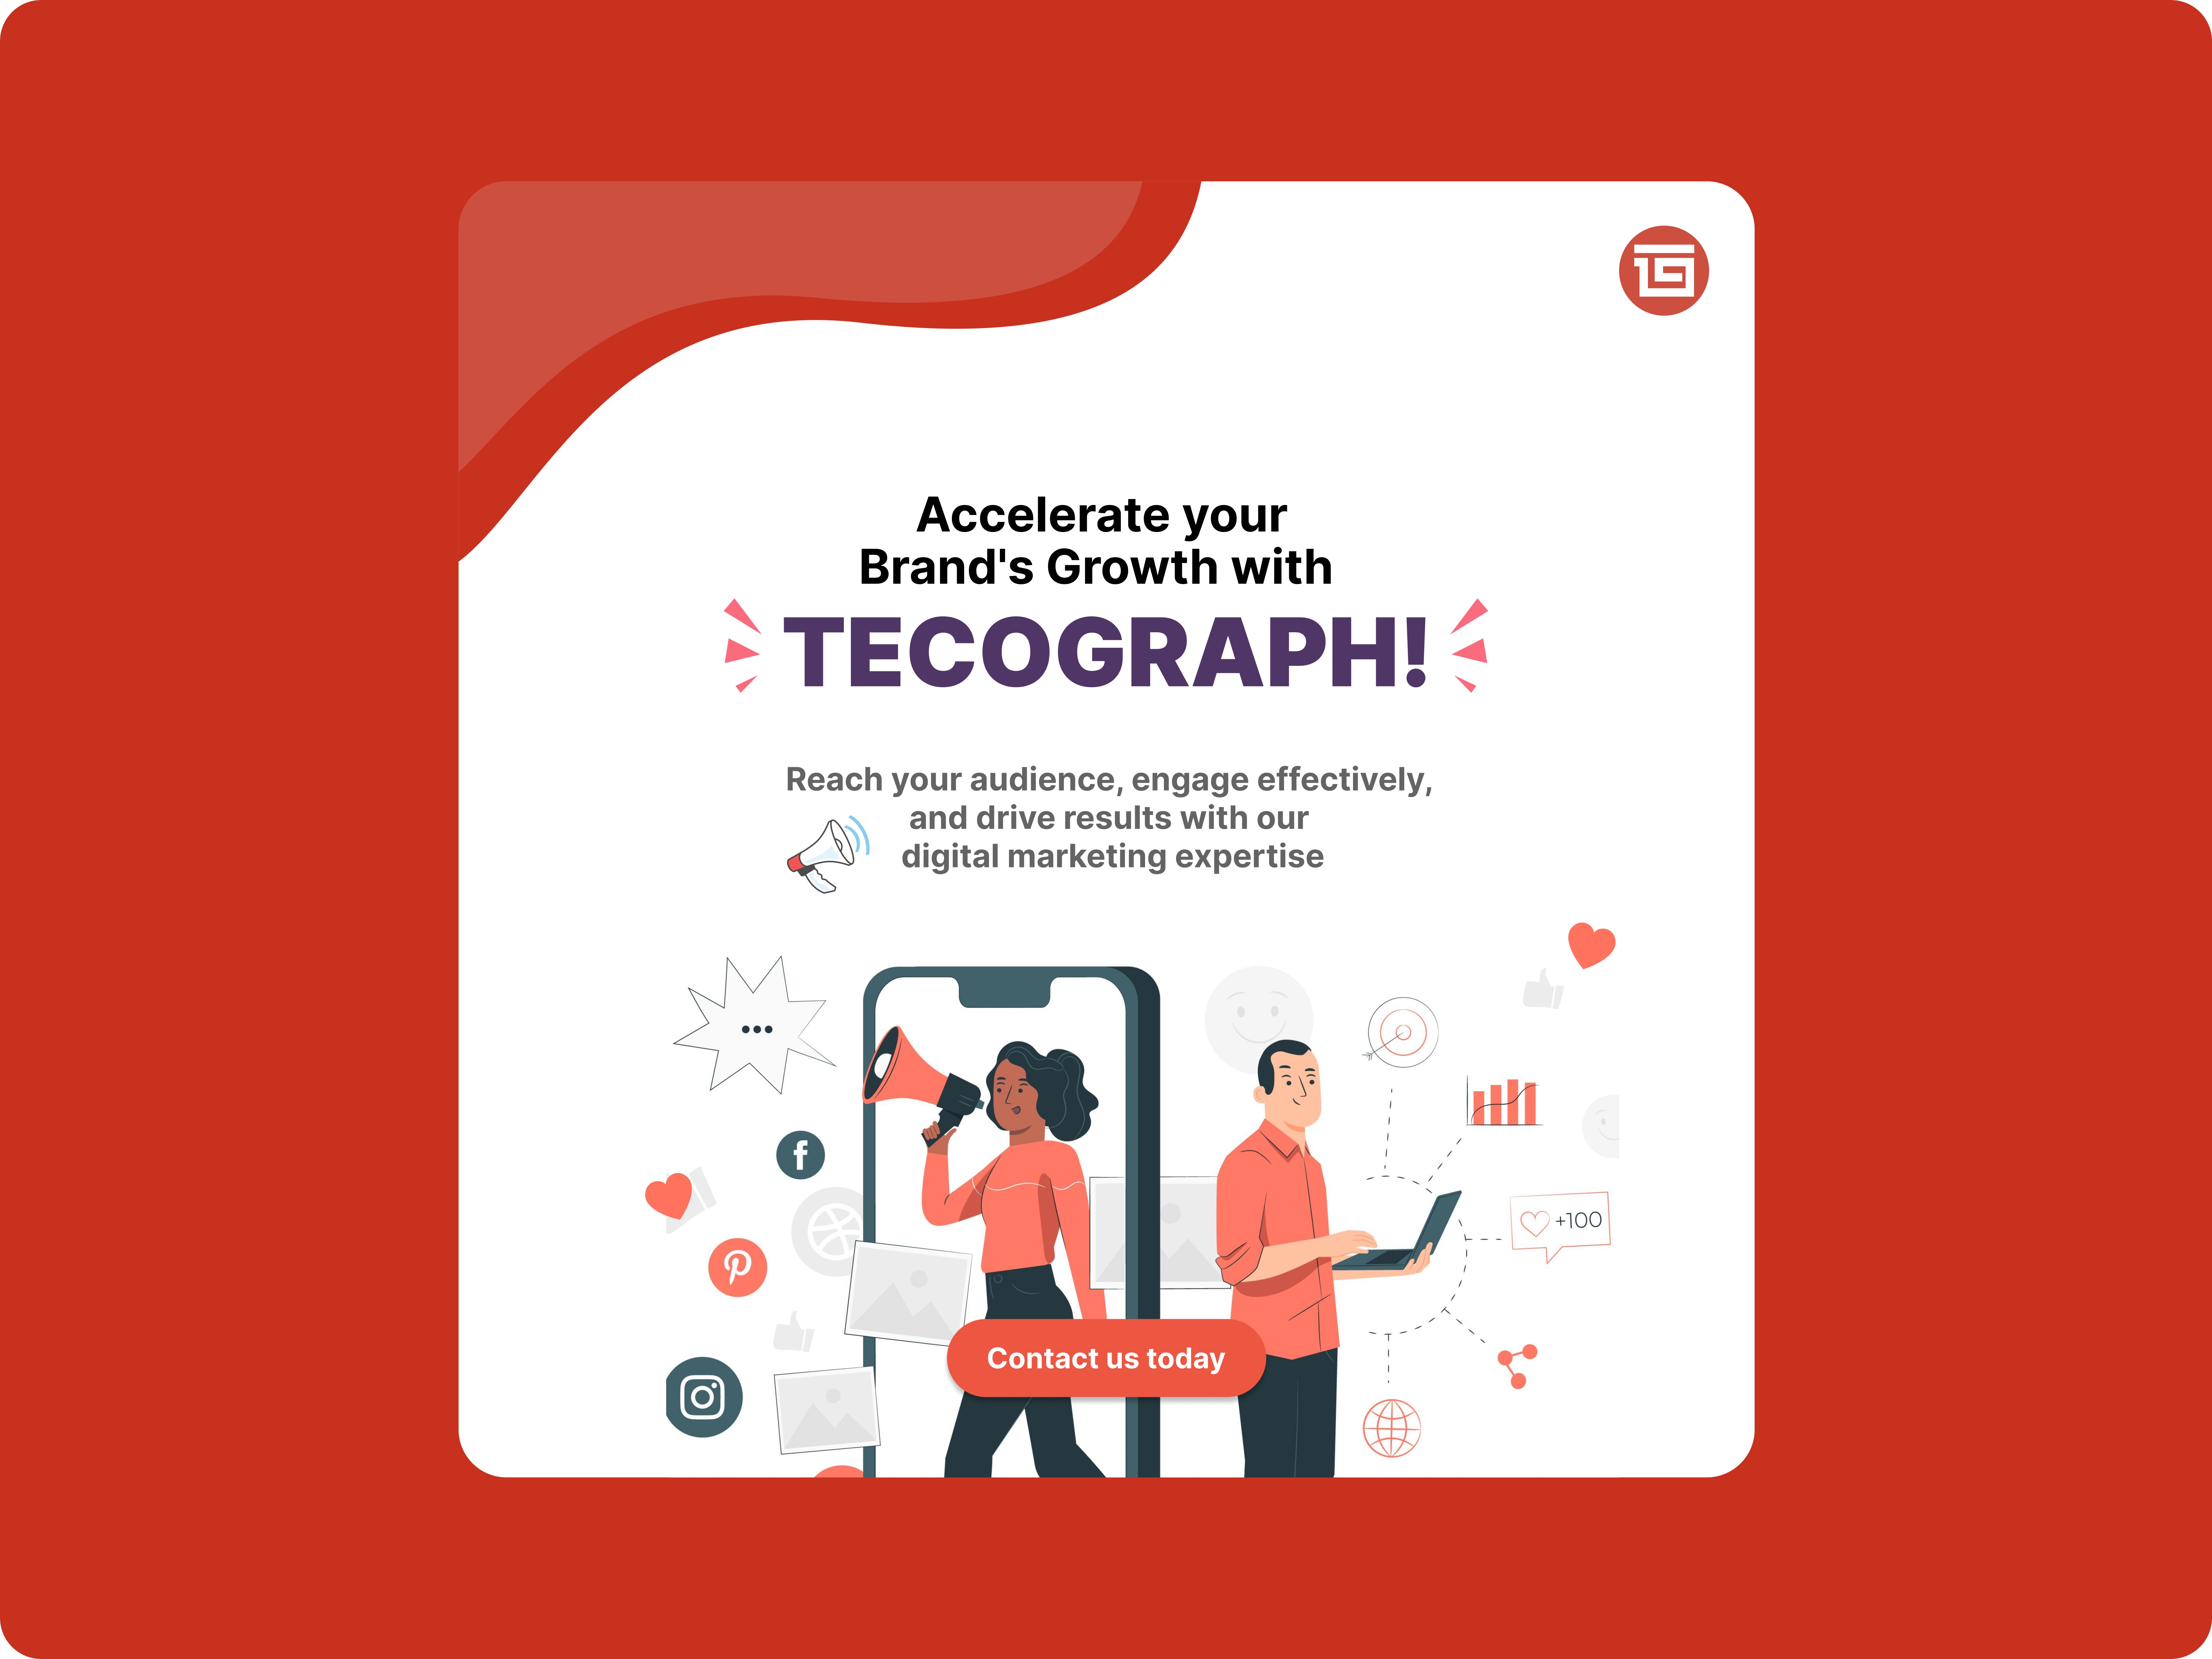 Accelerate your
Brand's Growth with
TECOGRAPH!
Reach your audience, engage effectively,
and drive results with our
digital marketing expertise
+100
Contact us today